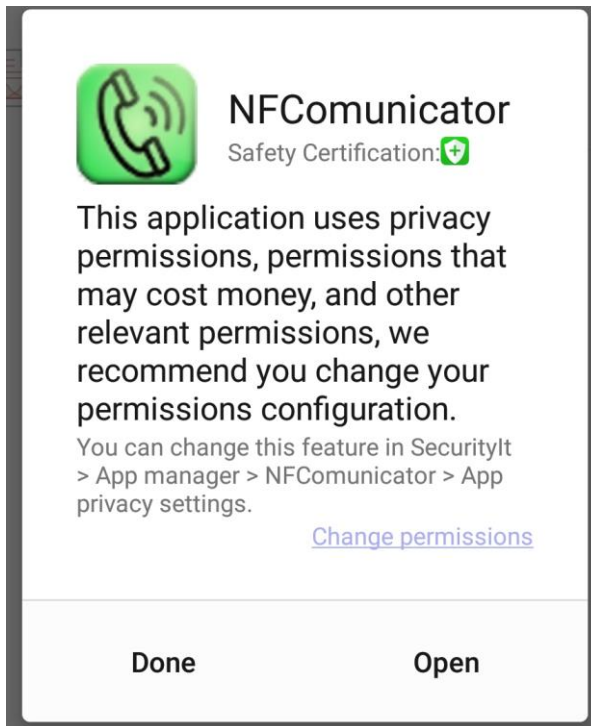 NFComunicator
Safety Certification:
This application uses privacy
permissions, permissions that
may cost money, and other
relevant permissions, we
recommend you change your
permissions configuration.
You can change this feature in SecurityIt
> App manager > NFComunicator > App
privacy settings.
Change permissions
Done
Open